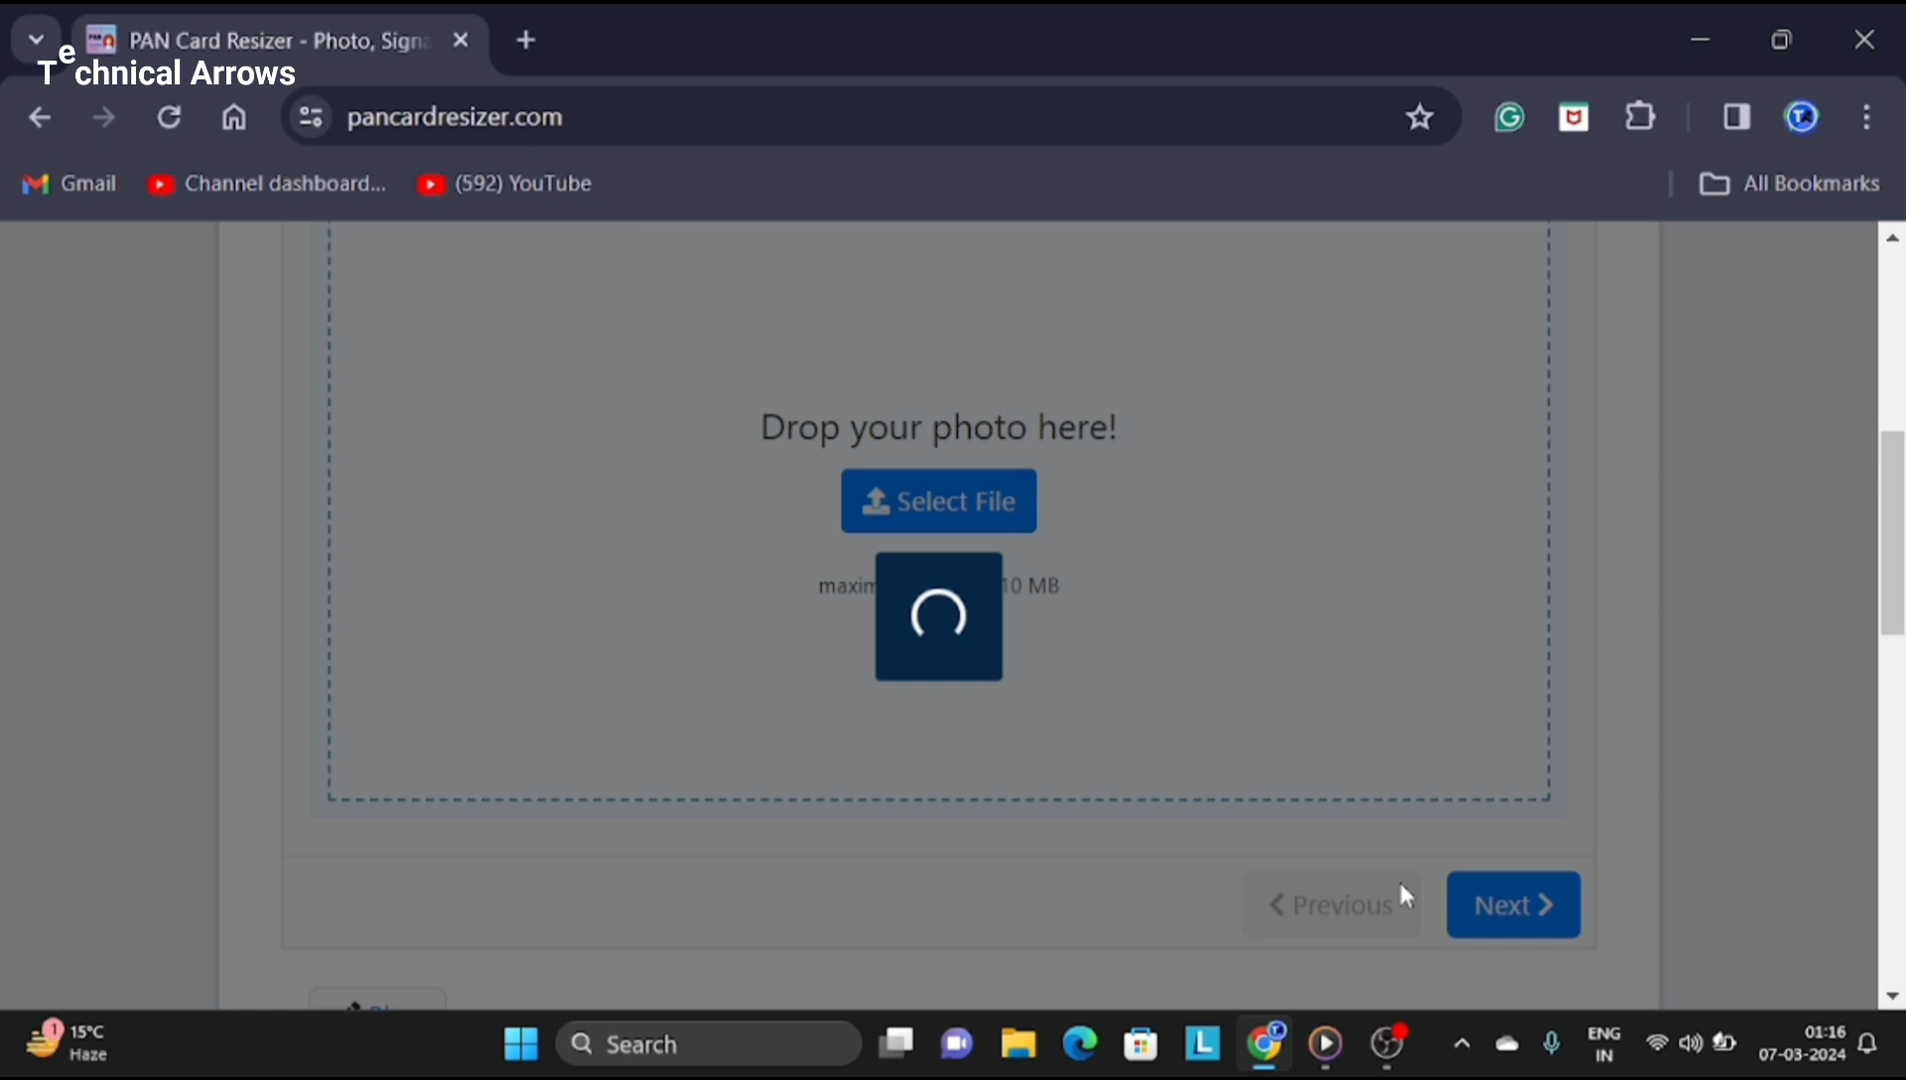 PAN Card Resizer - Photo, Sign
Technical Arrows
pancardresizer.com
Gmail
Channel dashboard...
(592) YouTube
All Bookmarks
Drop your photo here!
Select File
10 MB
Previous
Next
1
15°C
Haze
Search
ENG
IN
01:16
07-03-2024